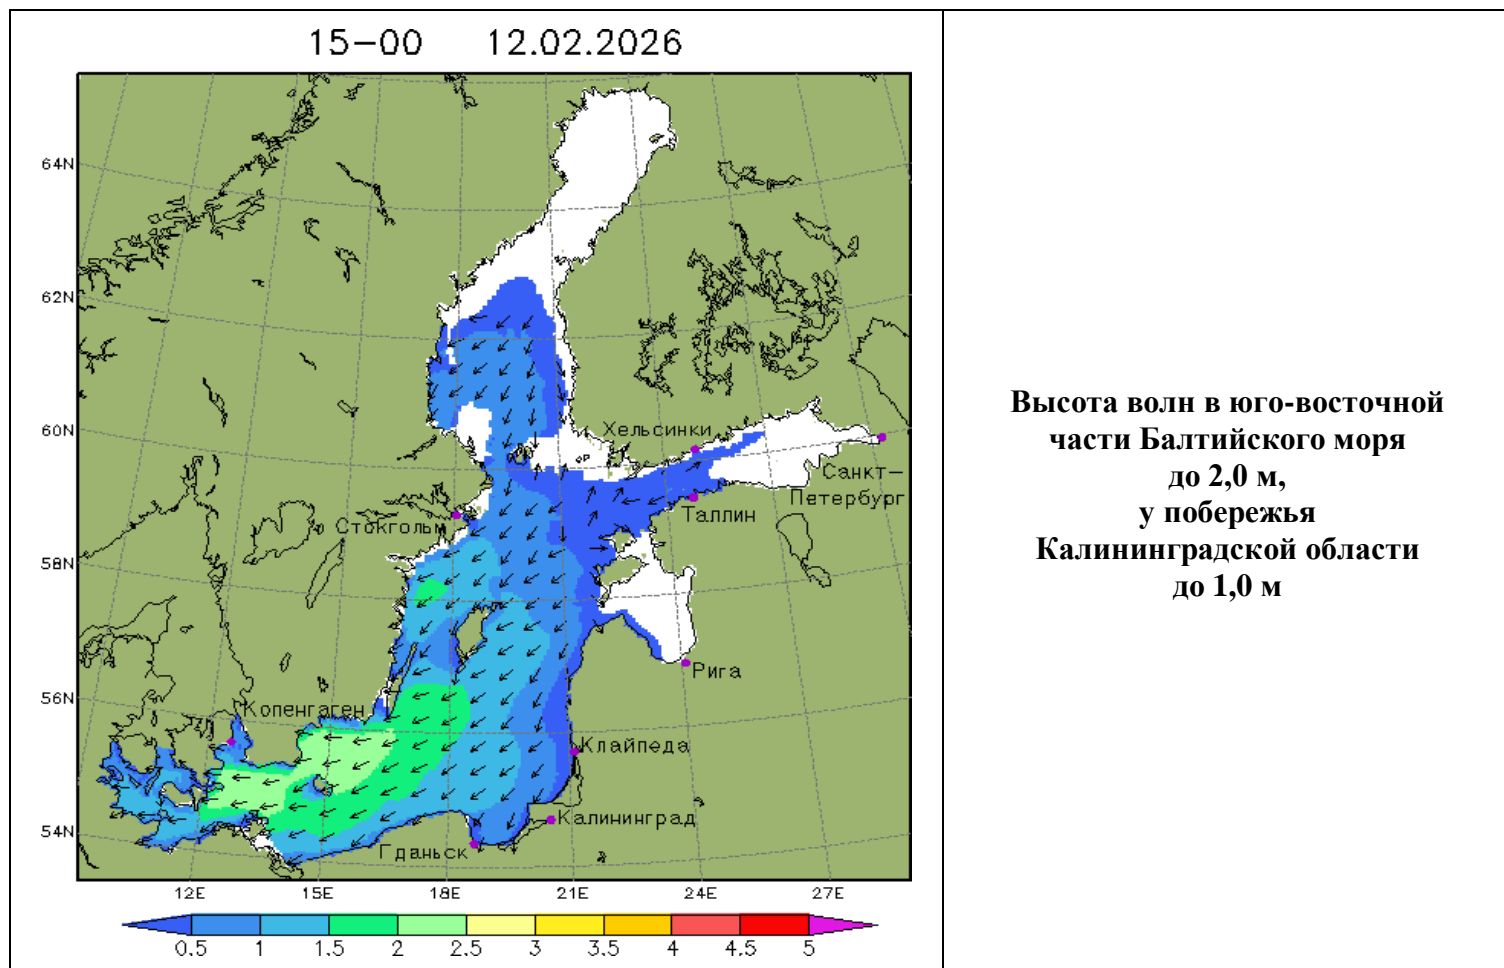 15-00 12.02.2026
64N
62N
60N
58N
56N
54N
Хельсинки
Санкт-
Петербург
Таллин
Стокгольм
Рига
Копенгаген
Клайпеда
Калининград
Гданьск
12E 15E 18E 21E 24E 27E
0.5 1 1.5 2 2.5 3 3.5 4 4.5 5
Высота волн в юго-восточной
части Балтийского моря
до 2,0 м,
у побережья
Калининградской области
до 1,0 м